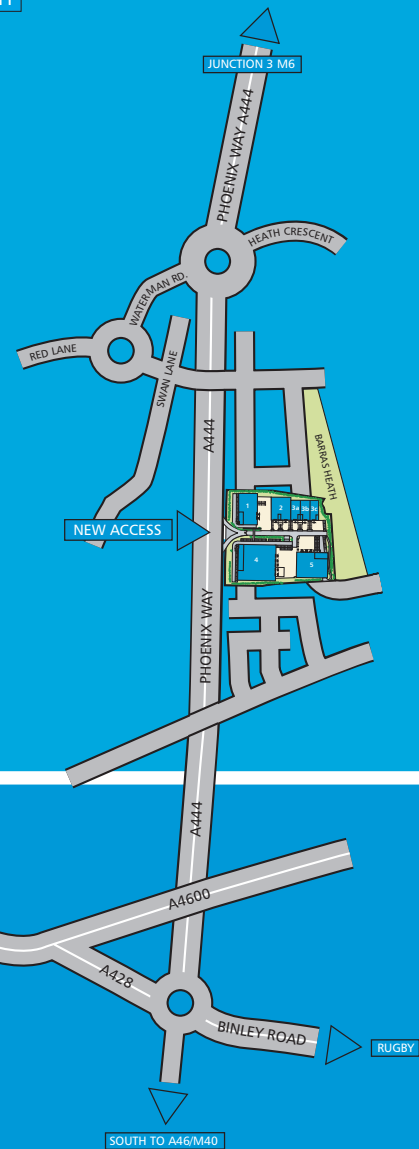 JUNCTION 3 M6
PHOENIX WAY A444
HEATH CRESCENT
WATERMAN RD.
RED LANE
SWAN LANE
A444
BARRAS HEATH
1
2
3a
3b
3c
NEW ACCESS
4
5
PHOENIX WAY
A444
A4600
A428
BINLEY ROAD
RUGBY
SOUTH TO A46/M40